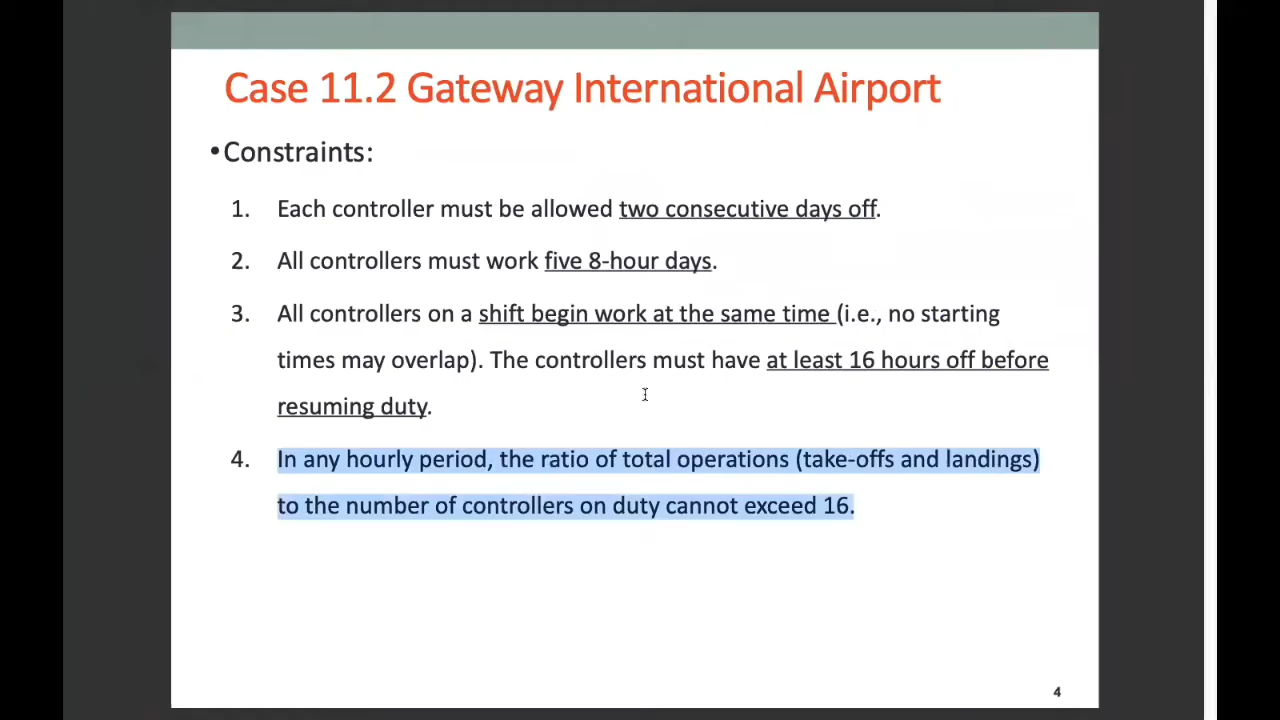 Case 11.2 Gateway International Airport
•Constraints:
1. Each controller must be allowed two consecutive days off.
2. All controllers must work five 8-hour days.
3. All controllers on a shift begin work at the same time (i.e., no starting
times may overlap). The controllers must have at least 16 hours off before
resuming duty.
4. In any hourly period, the ratio of total operations (take-offs and landings)
to the number of controllers on duty cannot exceed 16.
4